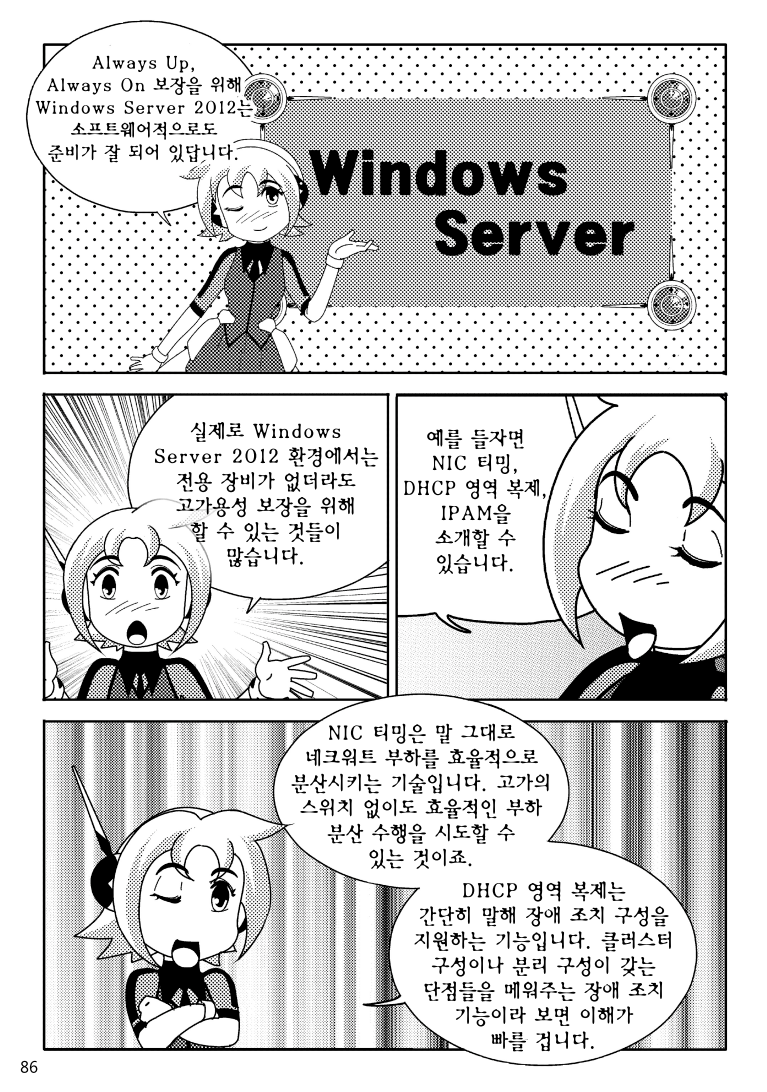 Always Up,
Always On 보장을 위해
Windows Server 2012는
소프트웨어적으로도
준비가 잘 되어 있답니다.
Windows
Server
실제로 Windows
Server 2012 환경에서는
전용 장비가 없더라도
고가용성 보장을 위해
할 수 있는 것들이
많습니다.
예를 들자면
NIC 티밍,
DHCP 영역 복제,
IPAM을
소개할 수
있습니다.
NIC 티밍은 말 그대로
네크워트 부하를 효율적으로
분산시키는 기술입니다. 고가의
스위치 없이도 효율적인 부하
분산 수행을 시도할 수
있는 것이죠.
DHCP 영역 복제는
간단히 말해 장애 조치 구성을
지원하는 기능입니다. 클러스터
구성이나 분리 구성이 갖는
단점들을 메워주는 장애 조치
기능이라 보면 이해가
빠를 겁니다.
86